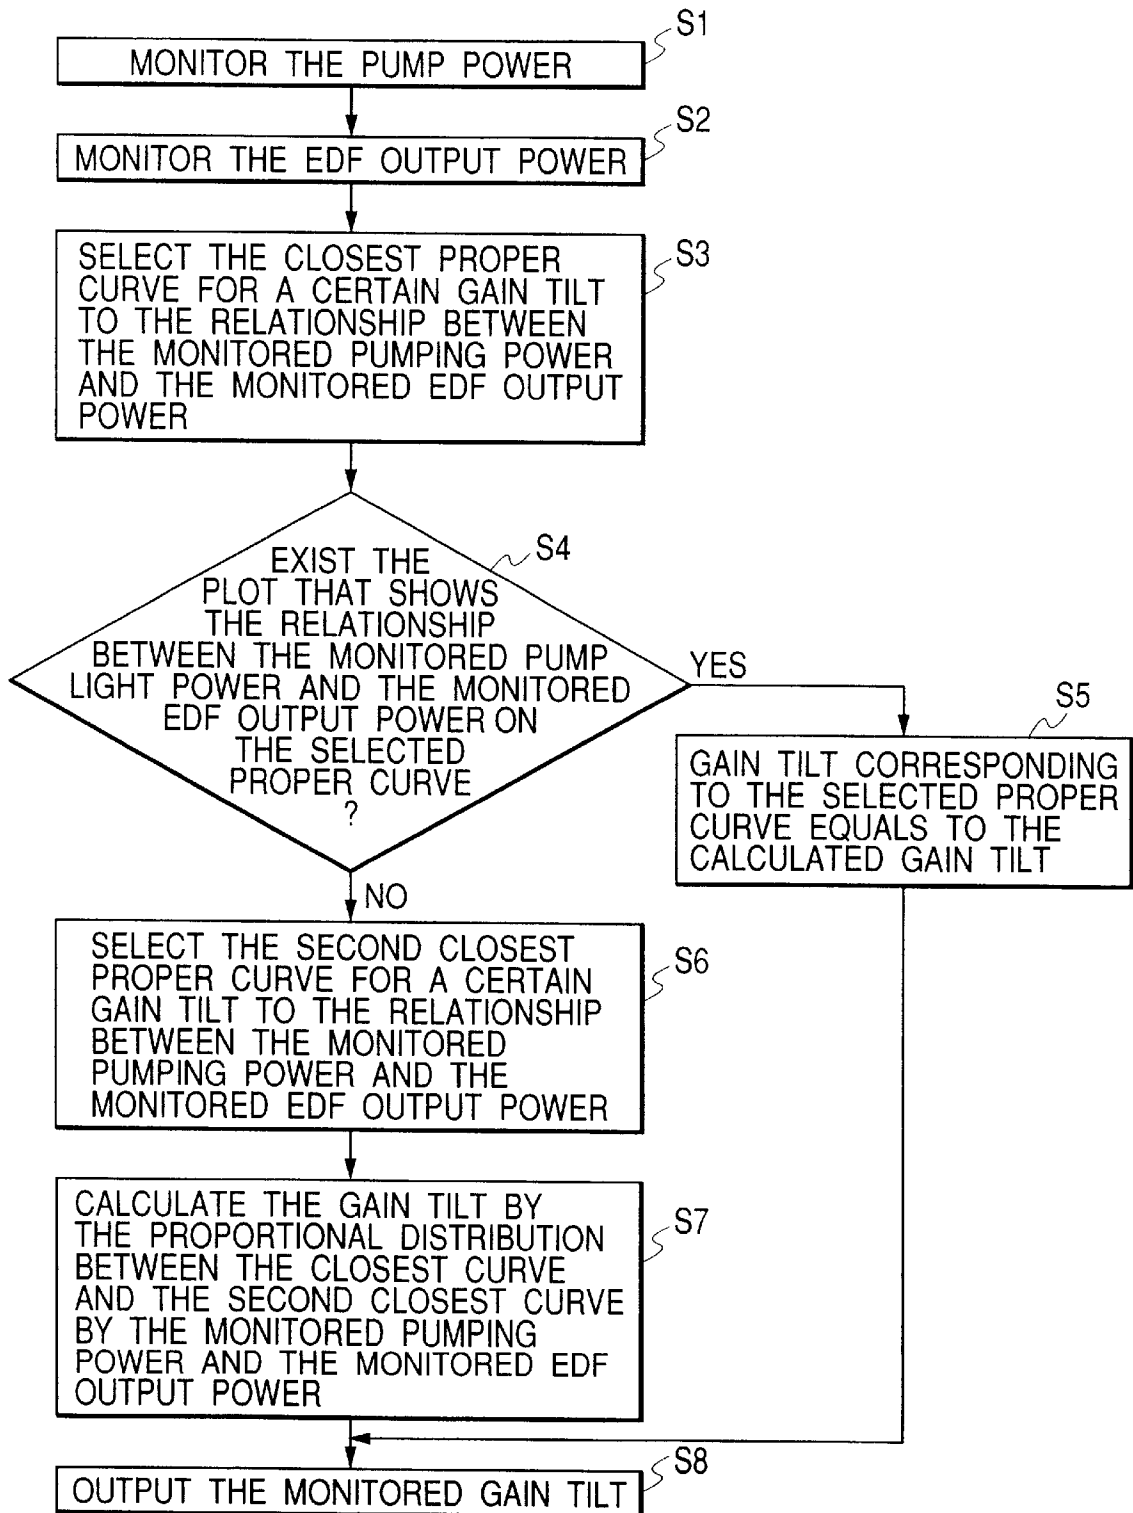 S1
MONITOR THE PUMP POWER
S2
MONITOR THE EDF OUTPUT POWER
S3
SELECT THE CLOSEST PROPER
CURVE FOR A CERTAIN GAIN TILT
TO THE RELATIONSHIP BETWEEN
THE MONITORED PUMPING POWER
AND THE MONITORED EDF OUTPUT
POWER
S4
EXIST THE
PLOT THAT SHOWS
THE RELATIONSHIP
BETWEEN THE MONITORED PUMP
LIGHT POWER AND THE MONITORED
EDF OUTPUT POWER ON
THE SELECTED
PROPER CURVE
?
YES
S5
GAIN TILT CORRESPONDING
TO THE SELECTED PROPER
CURVE EQUALS TO THE
CALCULATED GAIN TILT
NO
S6
SELECT THE SECOND CLOSEST
PROPER CURVE FOR A CERTAIN
GAIN TILT TO THE RELATIONSHIP
BETWEEN THE MONITORED
PUMPING POWER AND THE
MONITORED EDF OUTPUT POWER
S7
CALCULATE THE GAIN TILT BY
THE PROPORTIONAL DISTRIBUTION
BETWEEN THE CLOSEST CURVE
AND THE SECOND CLOSEST CURVE
BY THE MONITORED PUMPING
POWER AND THE MONITORED EDF
OUTPUT POWER
S8
OUTPUT THE MONITORED GAIN TILT